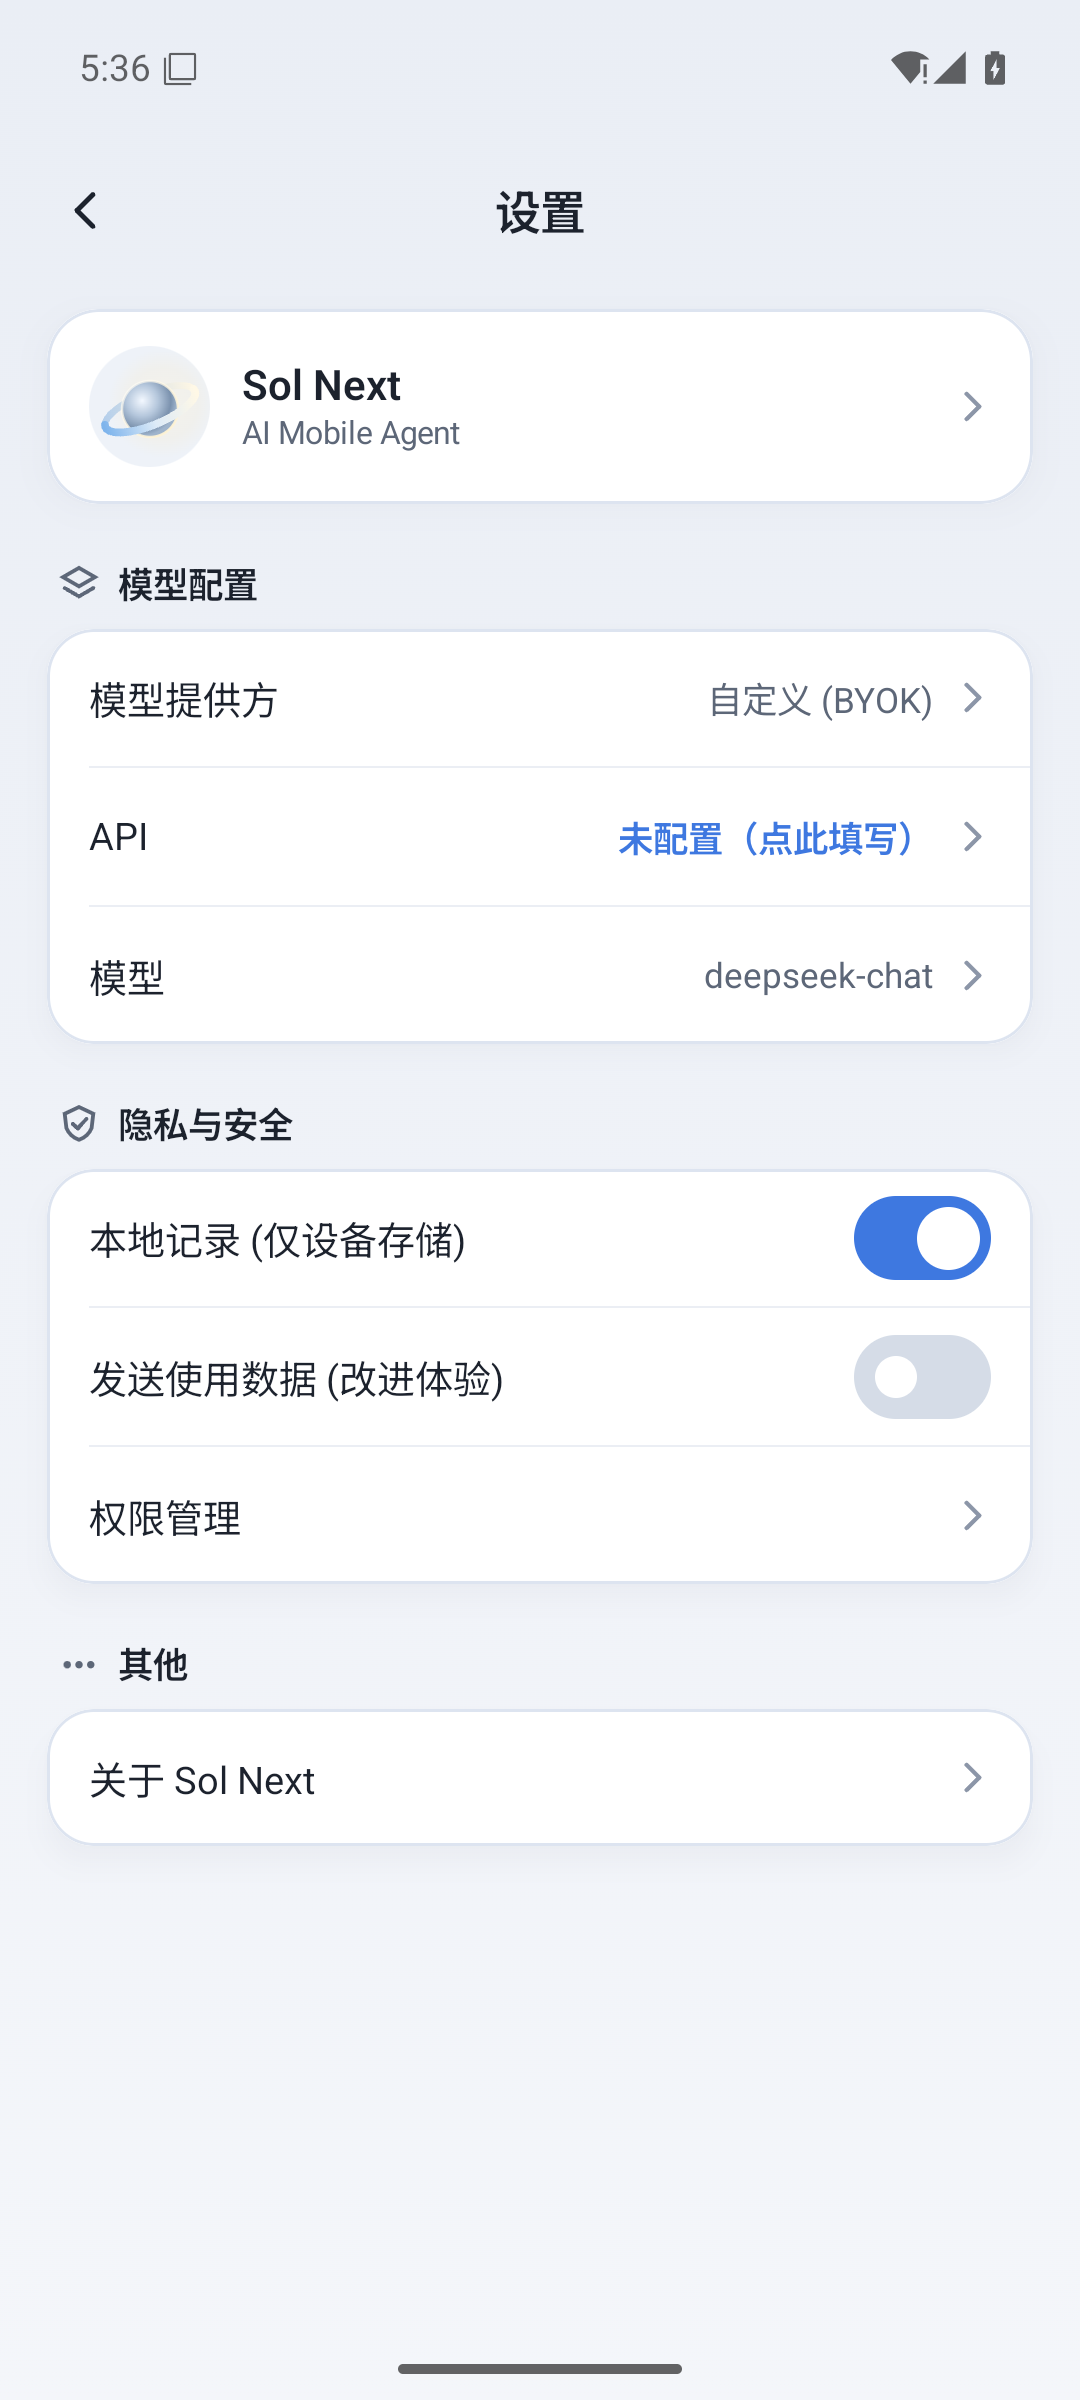 5:36
设置
Sol Next
AI Mobile Agent
模型配置
模型提供方 自定义 (BYOK)
API 未配置（点此填写）
模型 deepseek-chat
隐私与安全
本地记录 (仅设备存储)
发送使用数据 (改进体验)
权限管理
其他
关于 Sol Next